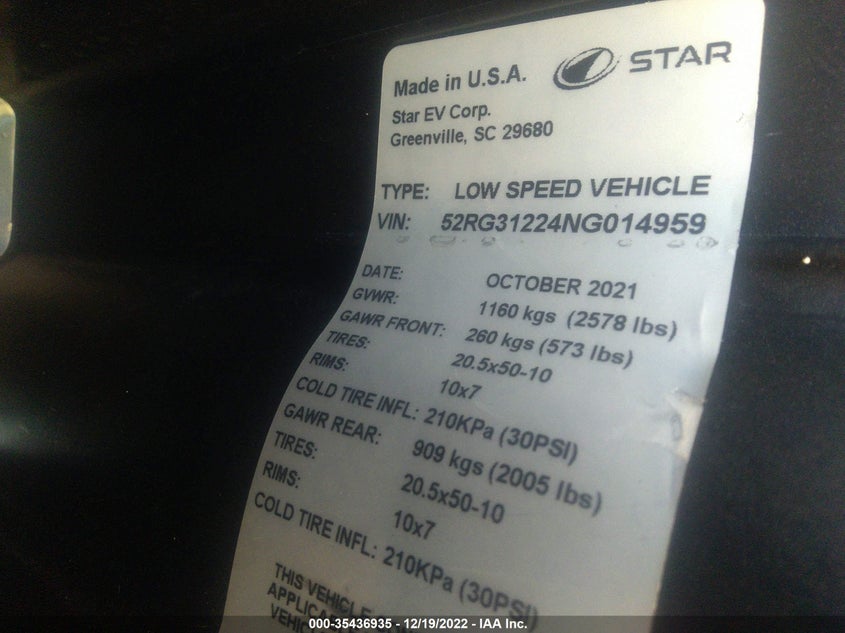 STAR
Made in U.S.A.
Star EV Corp.
Greenville, SC 29680
TYPE: LOW SPEED VEHICLE
VIN: 52RG31224NG014959
DATE: OCTOBER 2021
GVWR: 1160 kgs (2578 lbs)
GAWR FRONT: 260 kgs (573 lbs)
TIRES: 20.5x50-10
RIMS: 10x7
COLD TIRE INFL: 210KPa (30PSI)
GAWR REAR: 909 kgs (2005 lbs)
TIRES: 20.5x50-10
RIMS: 10x7
COLD TIRE INFL: 210KPa (30PSI)
THIS VEHICLE
000-35436935 - 12/19/2022 - IAA Inc.